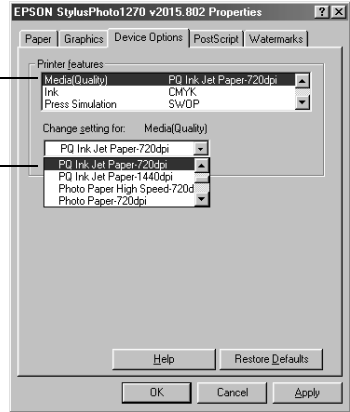 EPSON StylusPhoto1270 v2015.802 Properties
Paper Graphics Device Options PostScript Watermarks
Printer features
Media(Quality) PQ Ink Jet Paper-720dpi
Ink CMYK
Press Simulation SWOP
Change setting for: Media(Quality)
PQ Ink Jet Paper-720dpi
PQ Ink Jet Paper-720dpi
PQ Ink Jet Paper-1440dpi
Photo Paper High Speed-720d
Photo Paper-720dpi
Help Restore Defaults
OK Cancel Apply